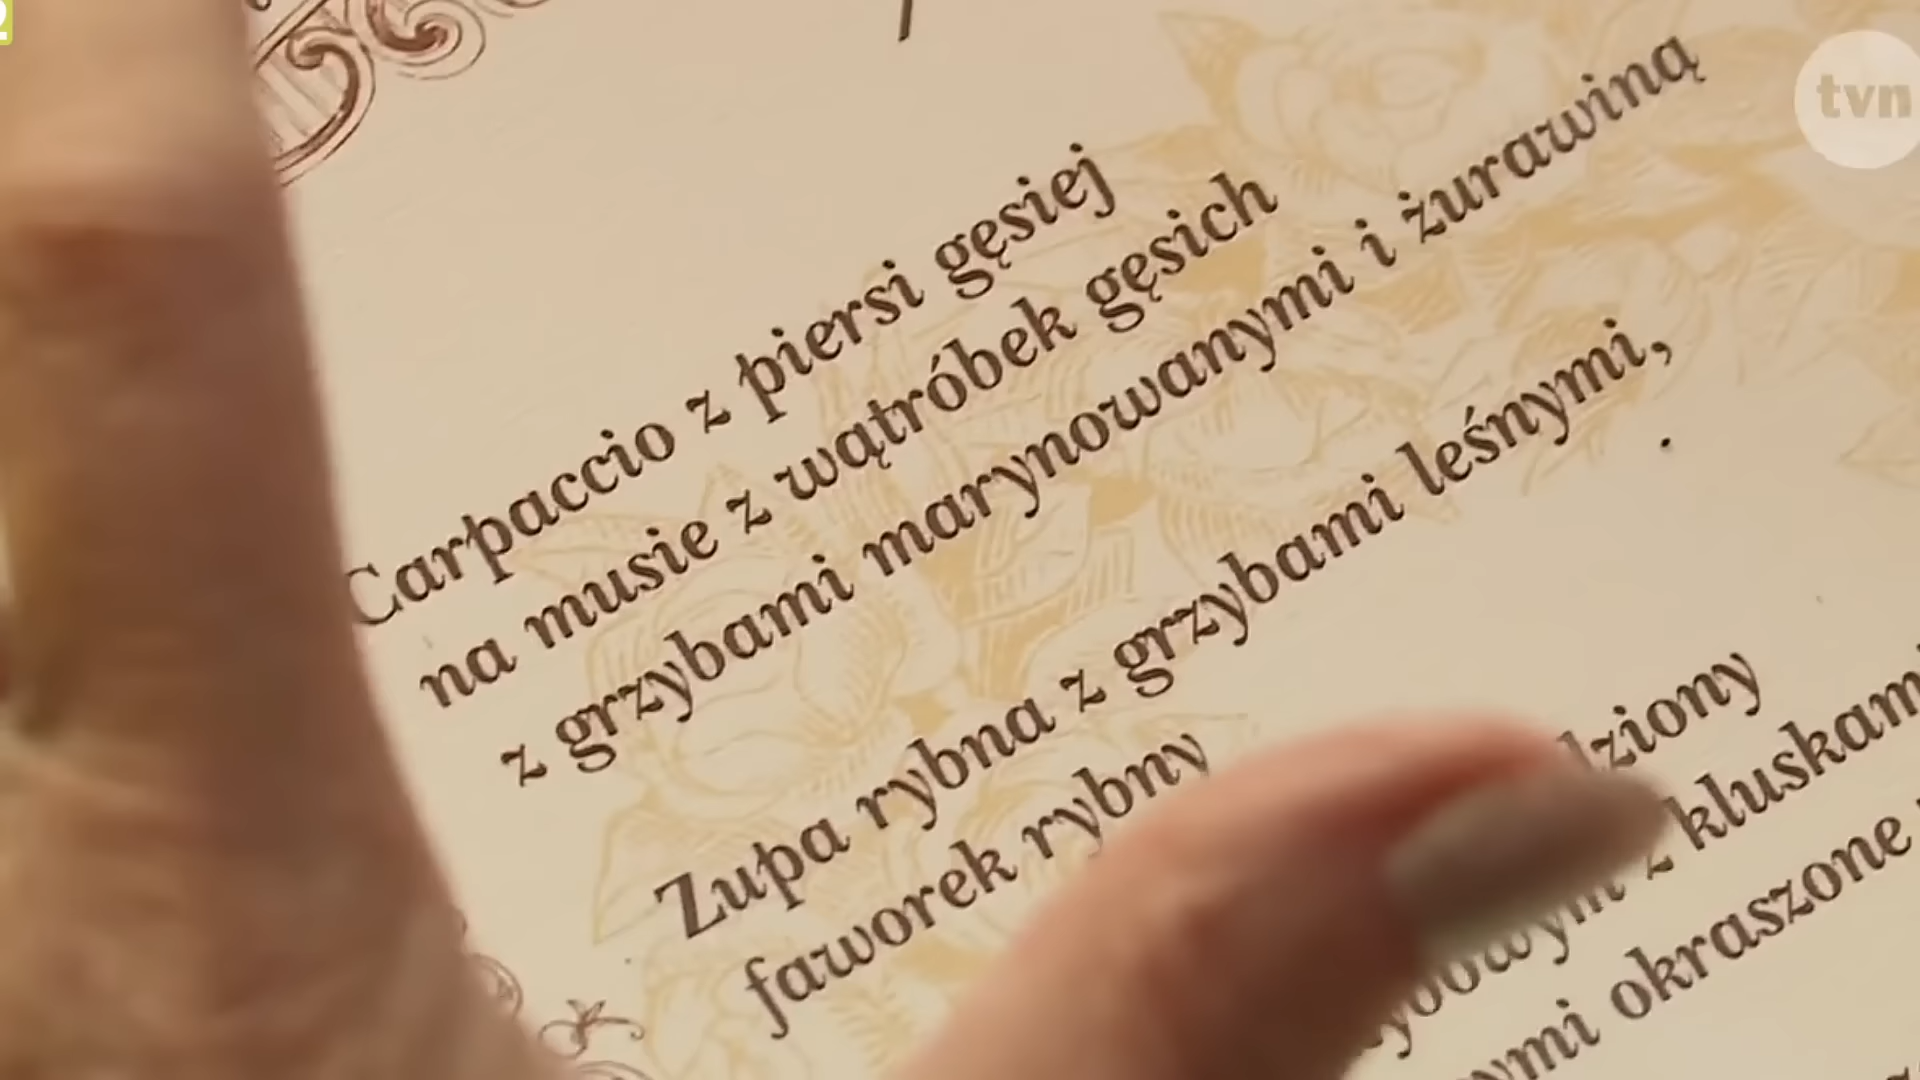 tvn
Carpaccio z piersi gęsiej
na musie z wątróbek gęsich
z grzybami marynowanymi i żurawiną
Zupa rybna z grzybami leśnymi,
faworek rybny
z kluskami
okraszone